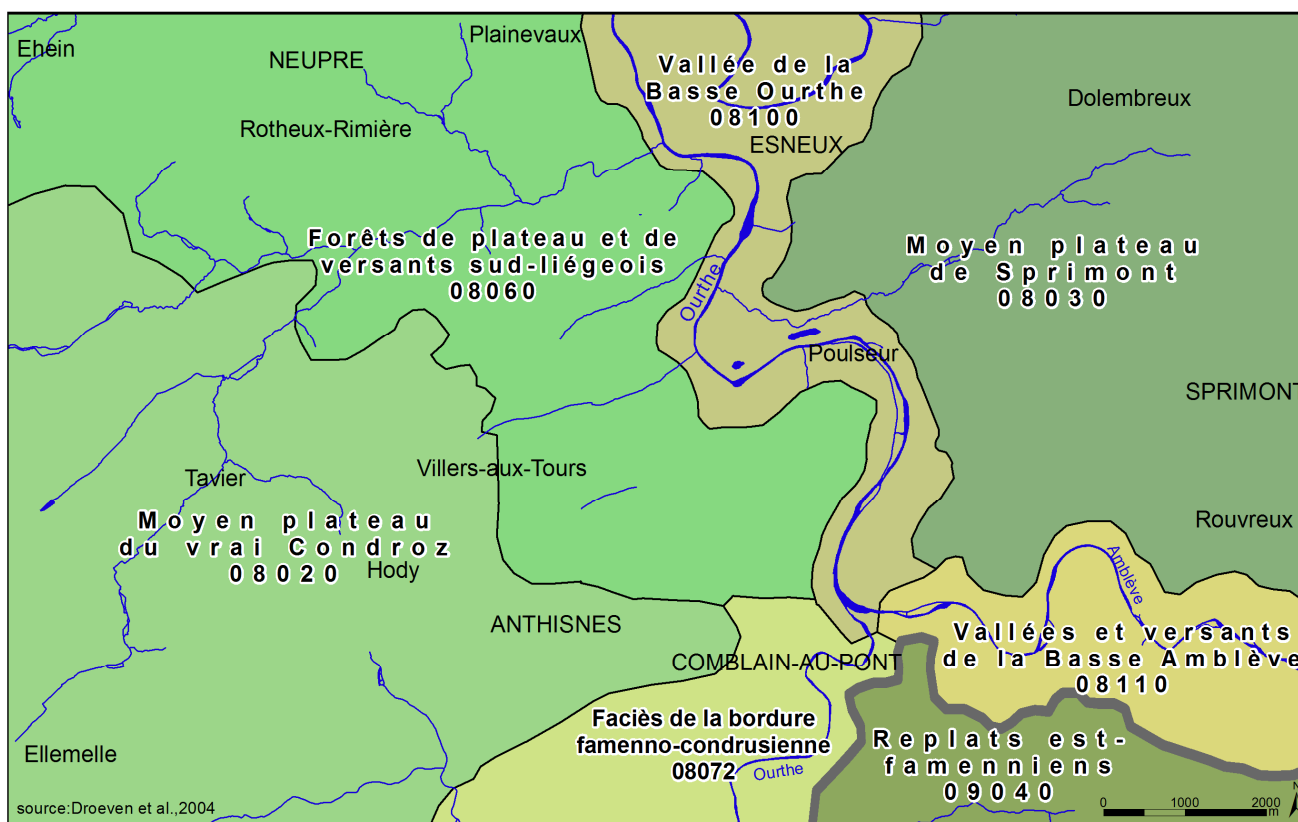 Ehein
Plainevaux
NEUPRE
Vallée de la
Basse Ourthe
08100
Dolembreux
Rotheux-Rimière
ESNEUX
Forêts de plateau et de
versants sud-liégeois
08060
Moyen plateau
de Sprimont
08030
Ourthe
Poulseur
SPRIMONT
Tavier
Villers-aux-Tours
Moyen plateau
du vrai Condroz
08020
Hody
Rouvreux
Amblève
ANTHISNES
Vallées et versants
de la Basse Amblève
08110
COMBLAIN-AU-PONT
Faciès de la bordure
famenno-condrusienne
08072
Ourthe
Replats est-
famenniens
09040
Ellemelle
source:Droeven et al.,2004
0 1000 2000
m
N